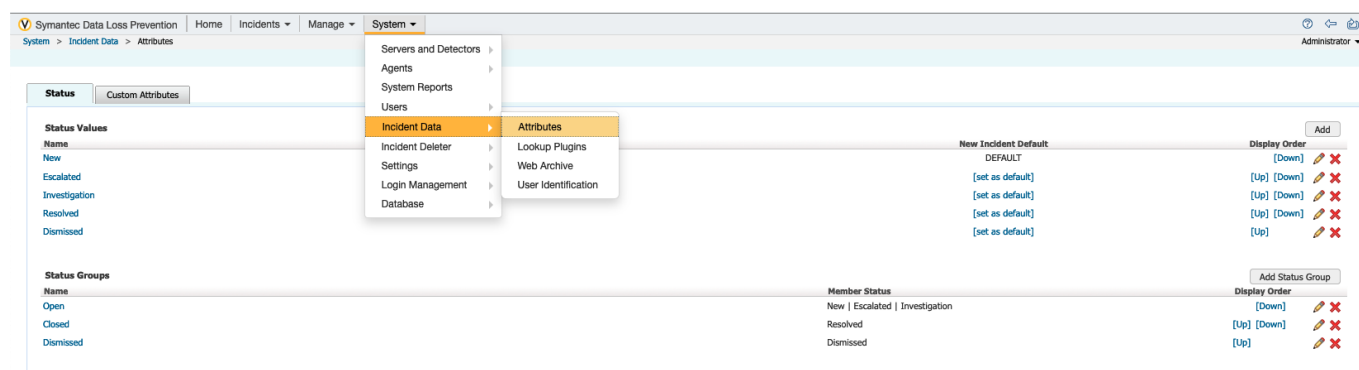 Symantec Data Loss Prevention Home Incidents Manage System
System > Incident Data > Attributes Administrator
Servers and Detectors
Agents
System Reports
Users
Incident Data Attributes
Incident Deleter Lookup Plugins
Settings Web Archive
Login Management User Identification
Database
Status Custom Attributes
Status Values Add
Name New Incident Default Display Order
New DEFAULT [Down]
Escalated [set as default] [Up] [Down]
Investigation [set as default] [Up] [Down]
Resolved [set as default] [Up] [Down]
Dismissed [set as default] [Up]
Status Groups Add Status Group
Name Member Status Display Order
Open New | Escalated | Investigation [Down]
Closed Resolved [Up] [Down]
Dismissed Dismissed [Up]